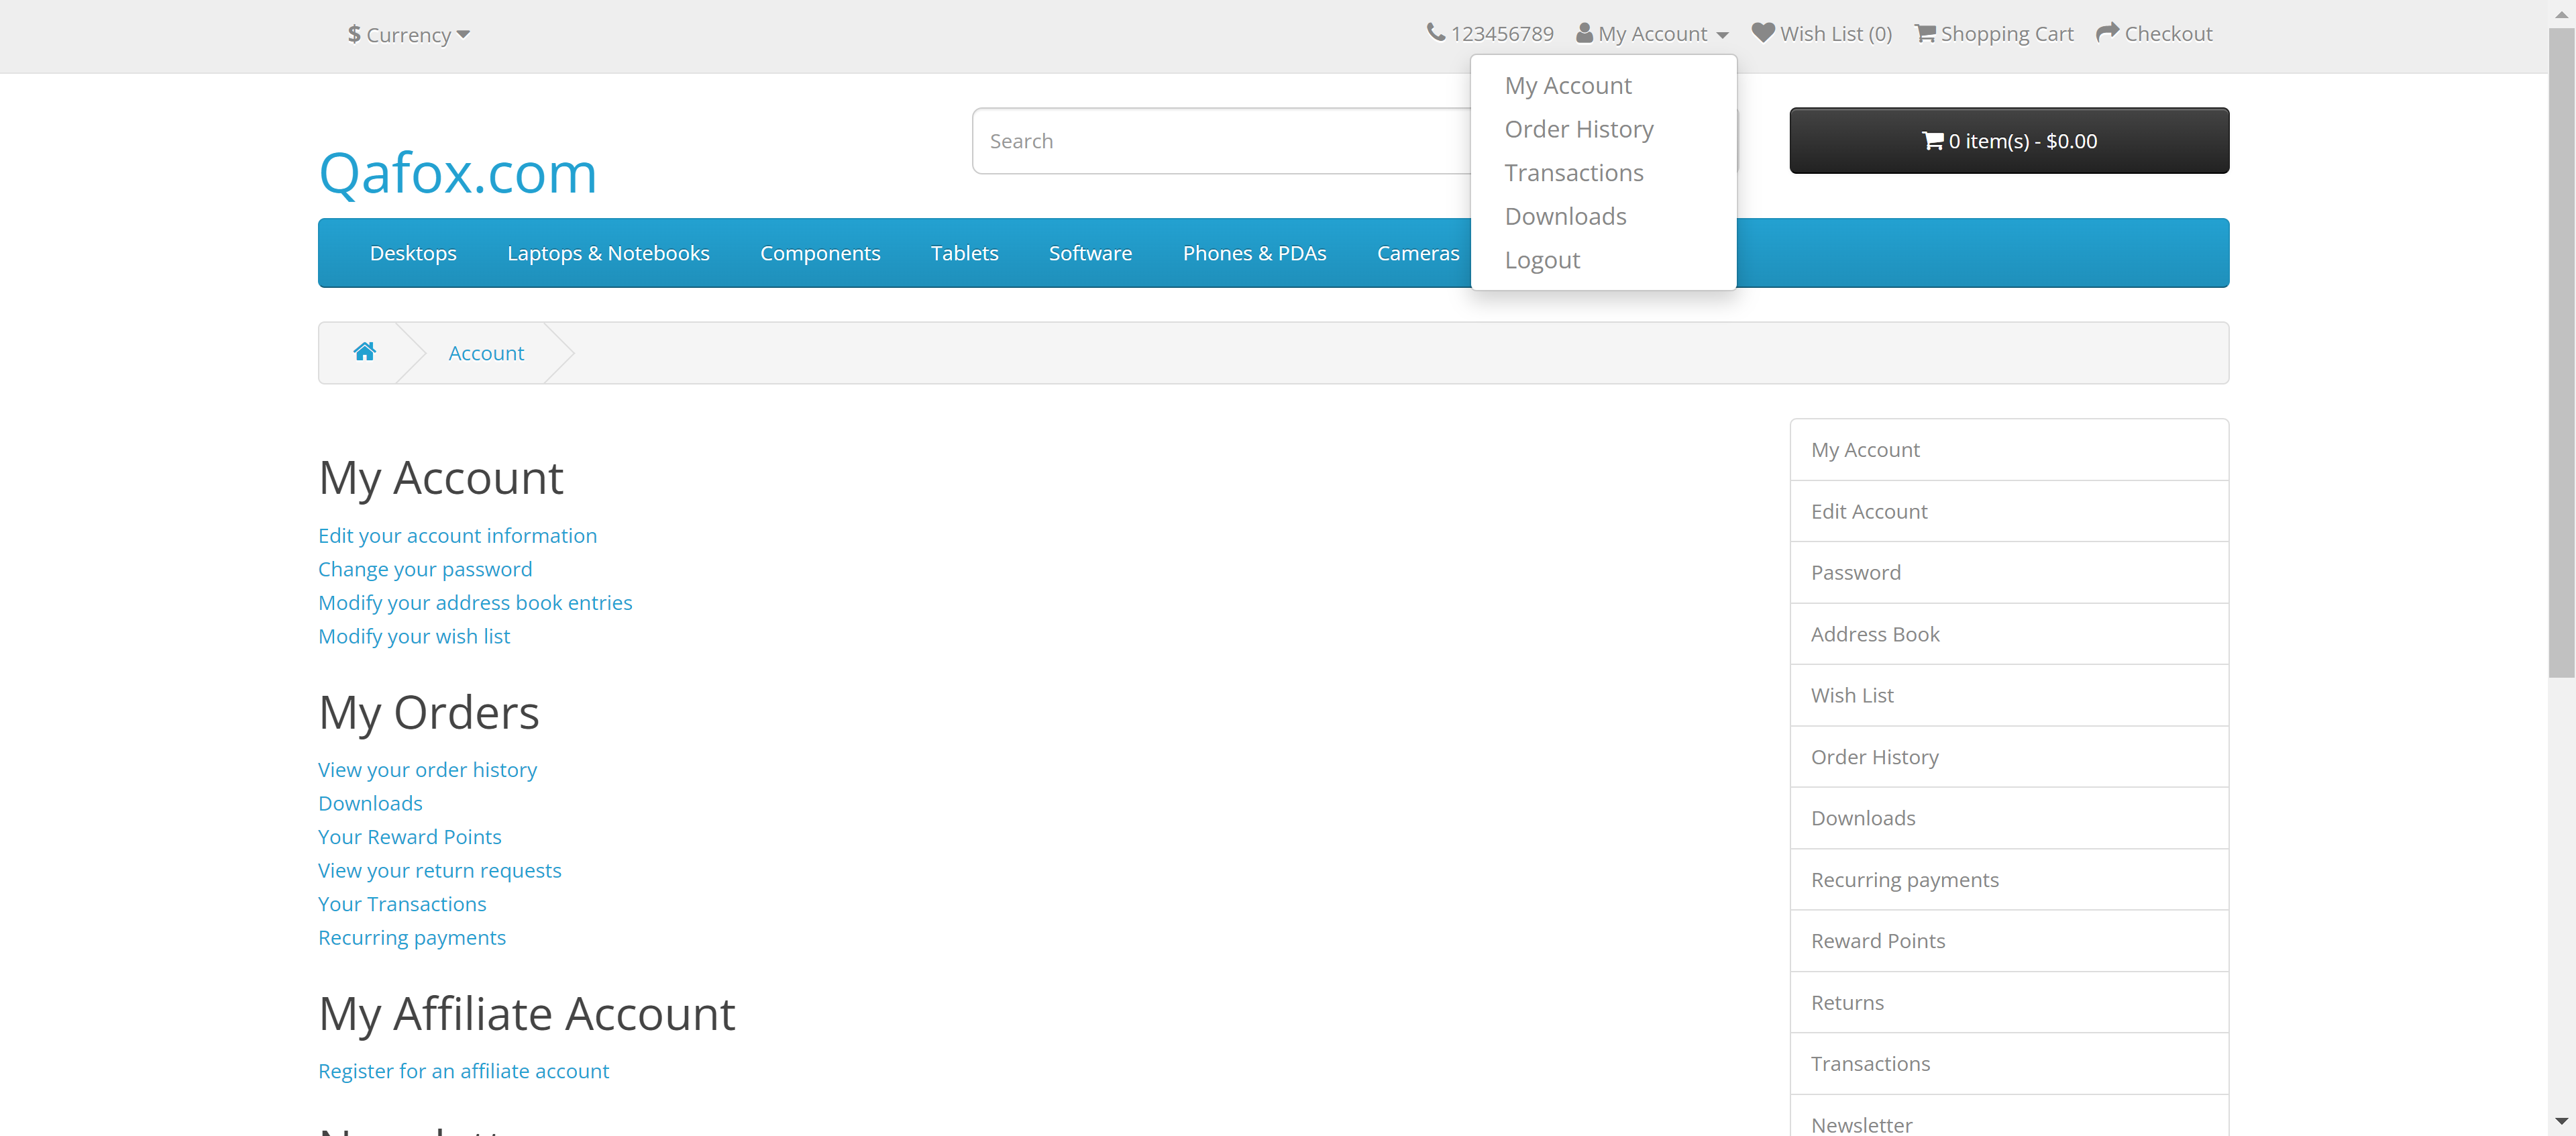 $ Currency
123456789 My Account Wish List (0) Shopping Cart Checkout
My Account
Order History
Transactions
Downloads
Logout
Qafox.com
Search
0 item(s) - $0.00
Desktops Laptops & Notebooks Components Tablets Software Phones & PDAs Cameras
Account
My Account
Edit your account information
Change your password
Modify your address book entries
Modify your wish list
My Orders
View your order history
Downloads
Your Reward Points
View your return requests
Your Transactions
Recurring payments
My Affiliate Account
Register for an affiliate account
My Account
Edit Account
Password
Address Book
Wish List
Order History
Downloads
Recurring payments
Reward Points
Returns
Transactions
Newsletter